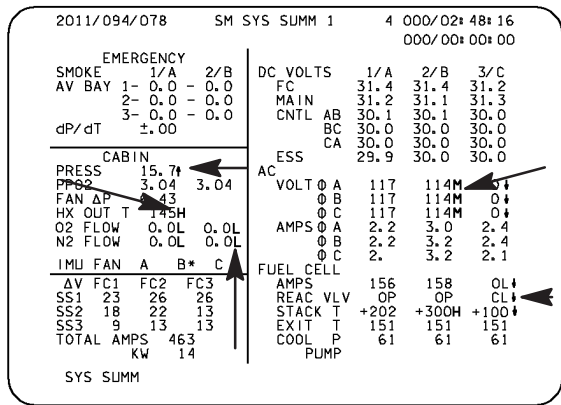 2011/094/078 SM SYS SUMM 1 4 000/02:48:16
000/00:00:00
EMERGENCY
SMOKE 1/A 2/B
AV BAY 1- 0.0 - 0.0
2- 0.0 - 0.0
3- 0.0 - 0.0
dP/dT ±.00
CABIN
PRESS 15.7↑
PPO2 3.04 3.04
FAN ΔP .43
HX OUT T 145H
O2 FLOW 0.0L 0.0L
N2 FLOW 0.0L 0.0L
IMU FAN A B* C
ΔV FC1 FC2 FC3
SS1 23 26 26
SS2 18 22 13
SS3 9 13 13
TOTAL AMPS 463
KW 14
SYS SUMM
DC VOLTS 1/A 2/B 3/C
FC 31.4 31.4 31.2
MAIN 31.2 31.1 31.3
CNTL AB 30.1 30.1 30.0
BC 30.0 30.0 30.0
CA 30.0 30.0 30.0
ESS 29.9 30.0 30.0
AC
VOLT Φ A 117 114M 0↓
Φ B 117 114M 0↓
Φ C 117 114M 0↓
AMPS Φ A 2.2 3.0 2.4
Φ B 2.2 3.2 2.4
Φ C 2. 3.2 2.1
FUEL CELL
AMPS 156 158 0L↓
REAC VLV OP OP CL↓
STACK T +202 +300H +100↓
EXIT T 151 151 151
COOL P 61 61 61
PUMP